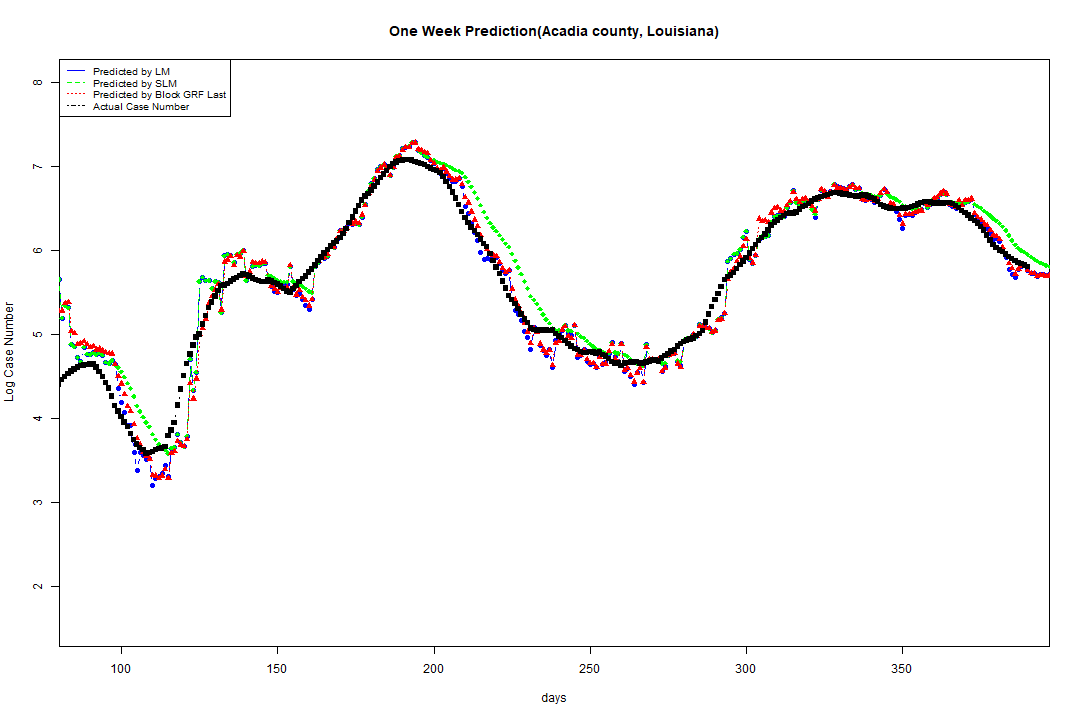 One Week Prediction(Acadia county, Louisiana)
Predicted by LM
Predicted by SLM
Predicted by Block GRF Last
Actual Case Number
8
7
6
5
4
3
2
Log Case Number
100 150 200 250 300 350
days